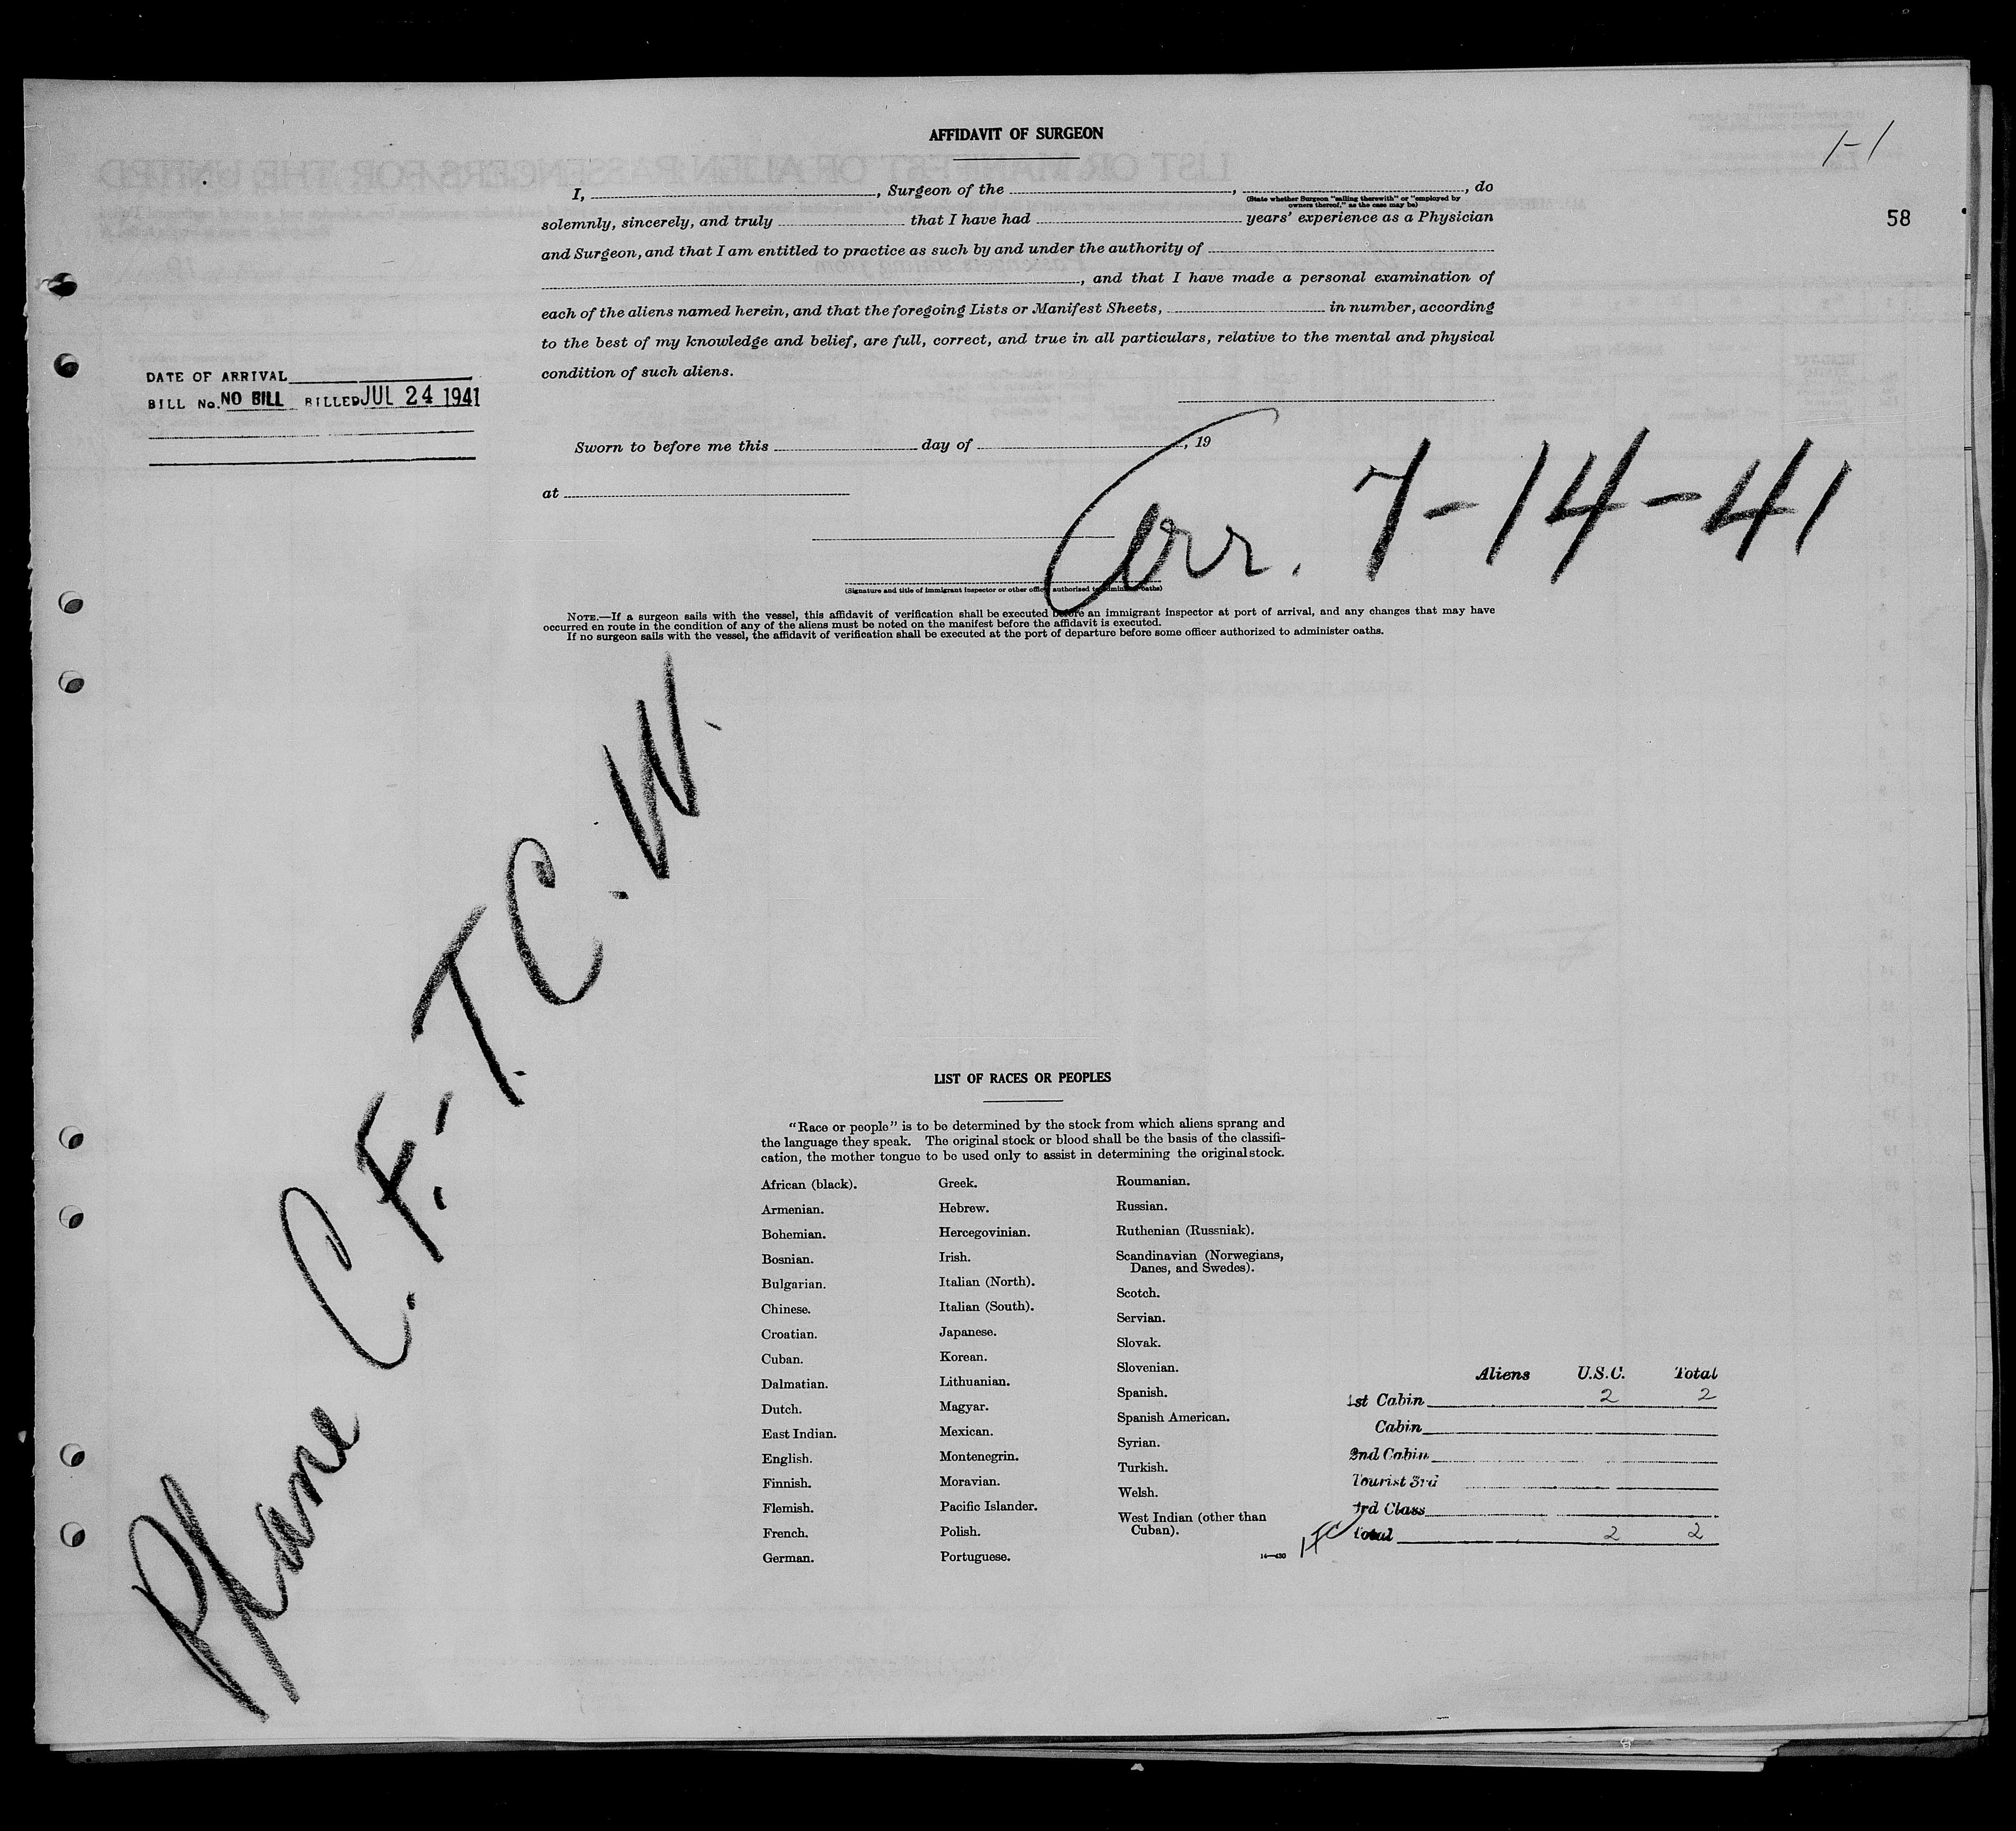 AFFIDAVIT OF SURGEON
1-1
58
I, , Surgeon of the , , do
(State whether Surgeon "sailing therewith" or "employed by
owners thereof," as the case may be)
solemnly, sincerely, and truly that I have had years' experience as a Physician
and Surgeon, and that I am entitled to practice as such by and under the authority of
, and that I have made a personal examination of
each of the aliens named herein, and that the foregoing Lists or Manifest Sheets, in number, according
to the best of my knowledge and belief, are full, correct, and true in all particulars, relative to the mental and physical
condition of such aliens.
DATE OF ARRIVAL
BILL No. NO BILL BILLED JUL 24 1941
Sworn to before me this day of , 19
at
Arr. 7-14-41
(Signature and title of immigrant inspector or other officer authorized to administer oaths)
NOTE.—If a surgeon sails with the vessel, this affidavit of verification shall be executed before an immigrant inspector at port of arrival, and any changes that may have
occurred en route in the condition of any of the aliens must be noted on the manifest before the affidavit is executed.
If no surgeon sails with the vessel, the affidavit of verification shall be executed at the port of departure before some officer authorized to administer oaths.
Plane C.F.-T.C.W.
LIST OF RACES OR PEOPLES
"Race or people" is to be determined by the stock from which aliens sprang and
the language they speak. The original stock or blood shall be the basis of the classifi-
cation, the mother tongue to be used only to assist in determining the original stock.
African (black).
Armenian.
Bohemian.
Bosnian.
Bulgarian.
Chinese.
Croatian.
Cuban.
Dalmatian.
Dutch.
East Indian.
English.
Finnish.
Flemish.
French.
German.
Greek.
Hebrew.
Hercegovinian.
Irish.
Italian (North).
Italian (South).
Japanese.
Korean.
Lithuanian.
Magyar.
Mexican.
Montenegrin.
Moravian.
Pacific Islander.
Polish.
Portuguese.
Roumanian.
Russian.
Ruthenian (Russniak).
Scandinavian (Norwegians,
Danes, and Swedes).
Scotch.
Servian.
Slovak.
Slovenian.
Spanish.
Spanish American.
Syrian.
Turkish.
Welsh.
West Indian (other than
Cuban).
14—430
Aliens U.S.C. Total
1st Cabin 2 2
Cabin
2nd Cabin
Tourist 3rd
3rd Class
Total 2 2